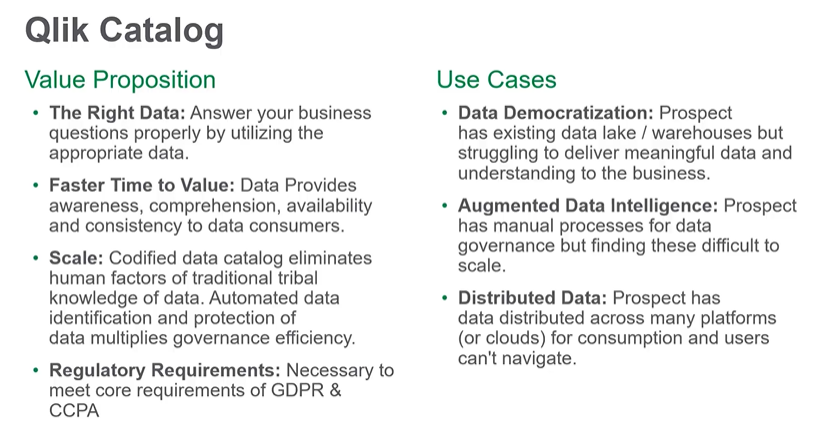 Qlik Catalog
Value Proposition
• The Right Data: Answer your business
questions properly by utilizing the
appropriate data.
• Faster Time to Value: Data Provides
awareness, comprehension, availability
and consistency to data consumers.
• Scale: Codified data catalog eliminates
human factors of traditional tribal
knowledge of data. Automated data
identification and protection of
data multiplies governance efficiency.
• Regulatory Requirements: Necessary to
meet core requirements of GDPR &
CCPA
Use Cases
• Data Democratization: Prospect
has existing data lake / warehouses but
struggling to deliver meaningful data and
understanding to the business.
• Augmented Data Intelligence: Prospect
has manual processes for data
governance but finding these difficult to
scale.
• Distributed Data: Prospect has
data distributed across many platforms
(or clouds) for consumption and users
can't navigate.